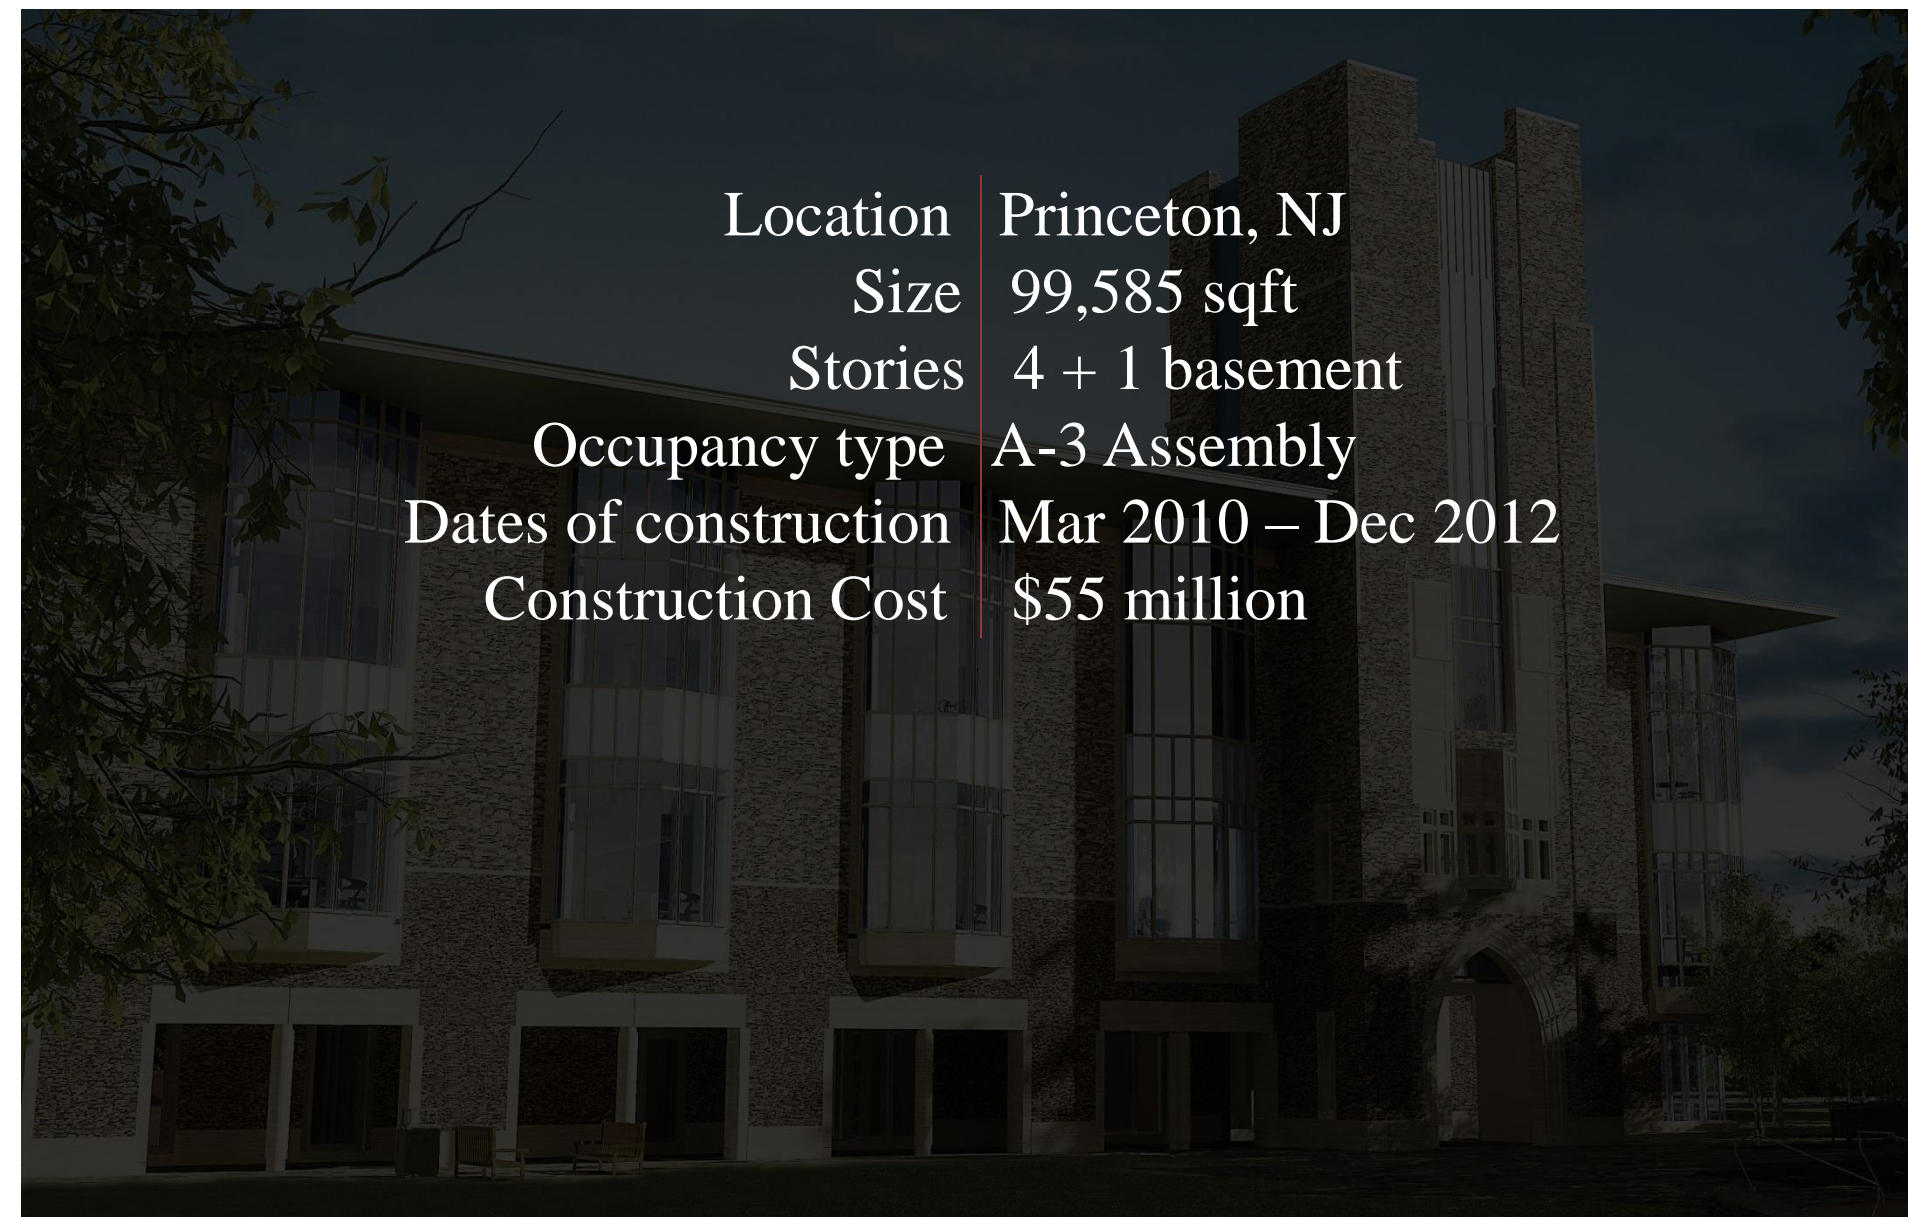 Location Princeton, NJ
Size 99,585 sqft
Stories 4 + 1 basement
Occupancy type A-3 Assembly
Dates of construction Mar 2010 – Dec 2012
Construction Cost $55 million